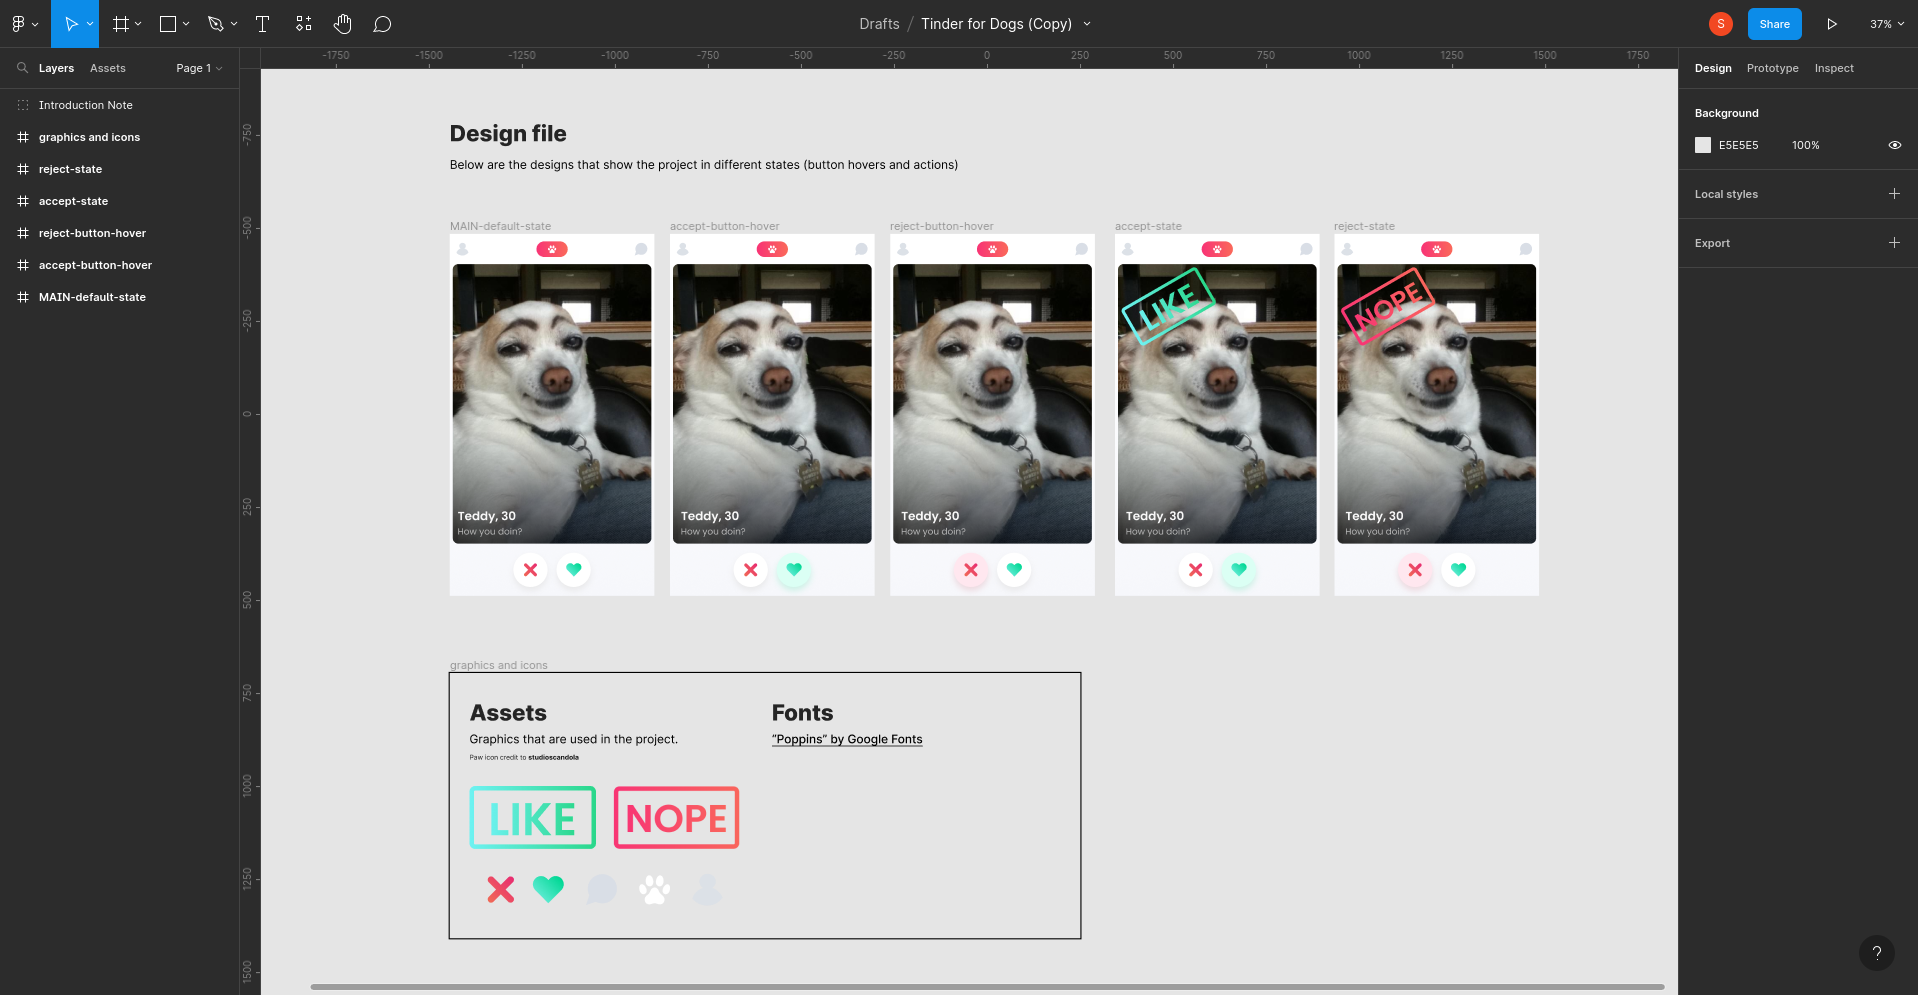 Drafts / Tinder for Dogs (Copy)
S
Share
37%
Layers
Assets
Page 1
Introduction Note
graphics and icons
reject-state
accept-state
reject-button-hover
accept-button-hover
MAIN-default-state
-1750
-1500
-1250
-1000
-750
-500
-250
0
250
500
750
1000
1250
1500
1750
-750
-500
-250
0
250
500
750
1000
1250
1500
Design file
Below are the designs that show the project in different states (button hovers and actions)
MAIN-default-state
Teddy, 30
How you doin?
accept-button-hover
Teddy, 30
How you doin?
reject-button-hover
Teddy, 30
How you doin?
accept-state
LIKE
Teddy, 30
How you doin?
reject-state
NOPE
Teddy, 30
How you doin?
graphics and icons
Assets
Graphics that are used in the project.
Paw icon credit to studioscandola
LIKE
NOPE
Fonts
“Poppins” by Google Fonts
Design
Prototype
Inspect
Background
E5E5E5
100%
Local styles
Export
?